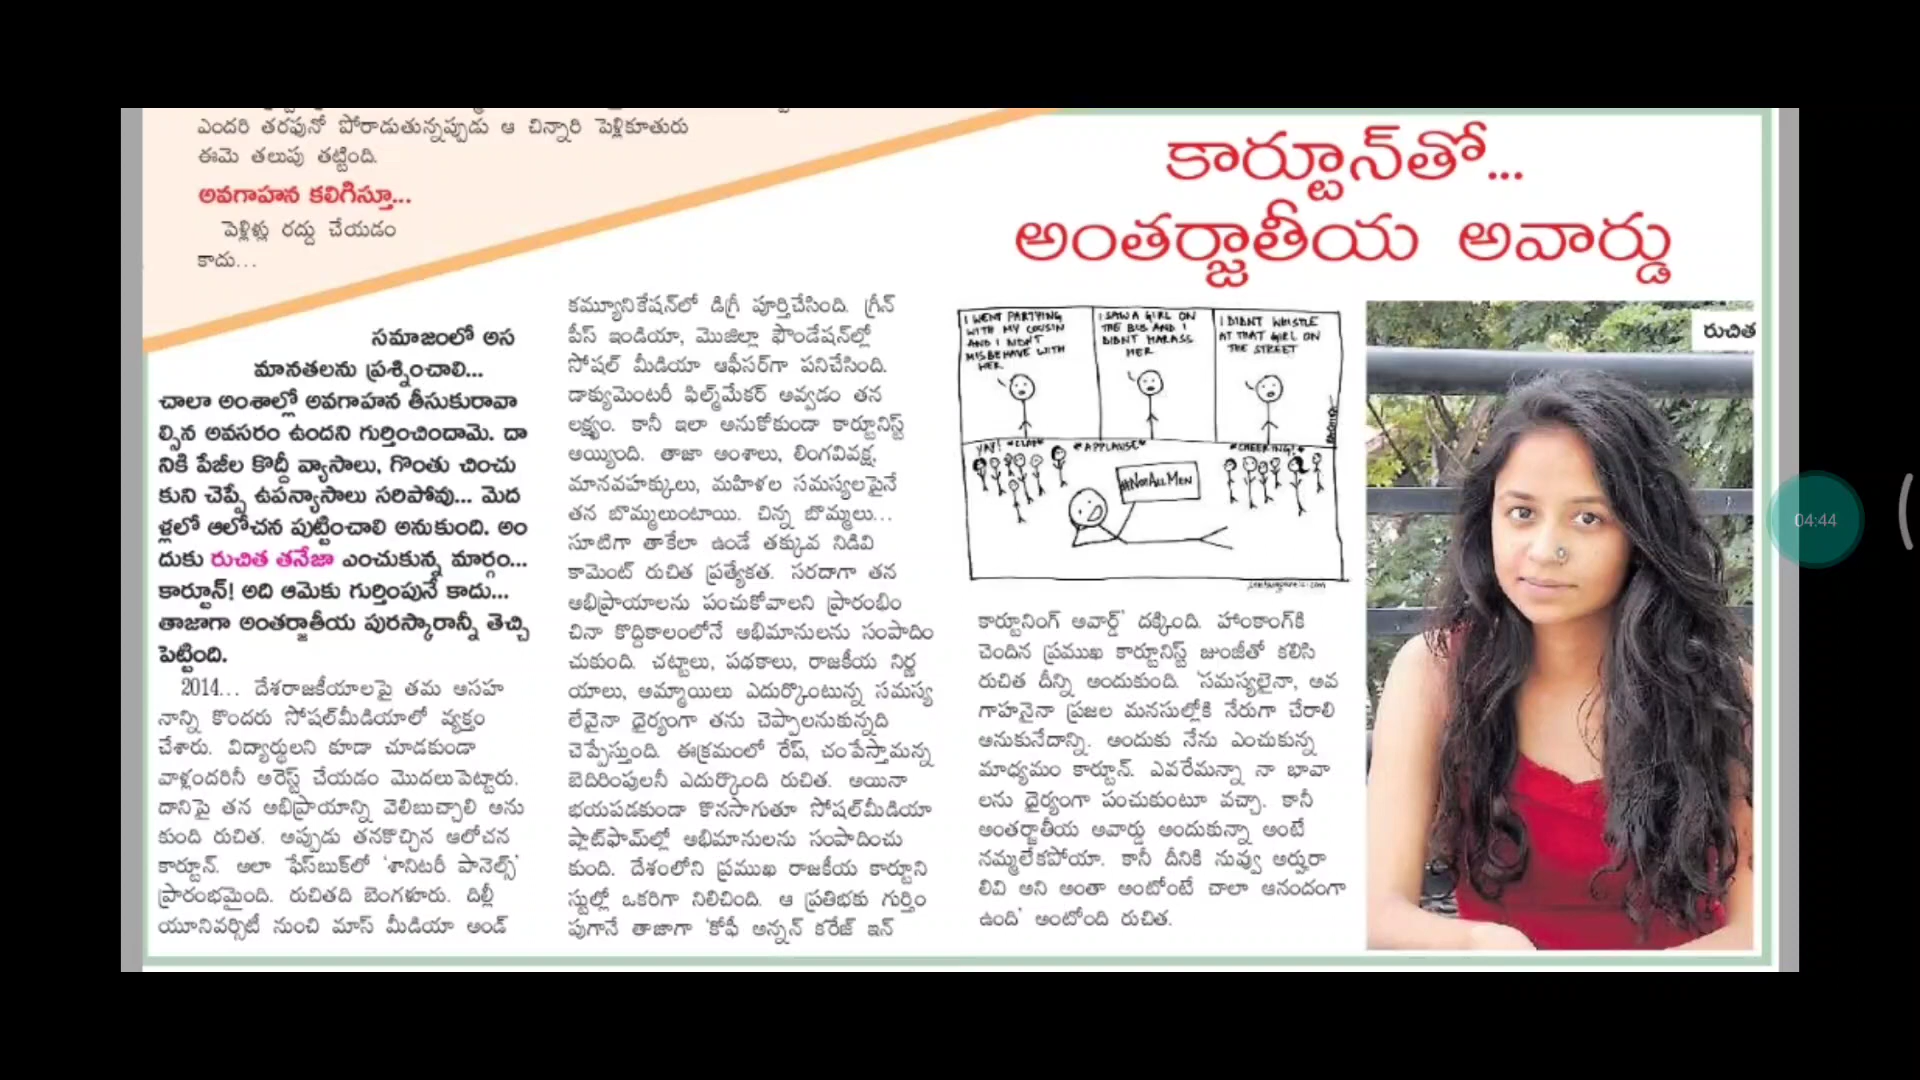 ఎందరి తరఫునో పోరాడుతున్నప్పుడు ఆ చిన్నారి పెళ్లికూతురు
ఈమె తలుపు తట్టింది.
అవగాహన కలిగిస్తూ...
పెళ్లిళ్లు రద్దు చేయడం
కాదు...
కార్టూన్‌తో...
అంతర్జాతీయ అవార్డు
సమాజంలో అస
మానతలను ప్రశ్నించాలి...
చాలా అంశాల్లో అవగాహన తీసుకురావా
ల్సిన అవసరం ఉందని గుర్తించిందామె. దా
నికి పేజీల కొద్దీ వ్యాసాలు, గొంతు చించు
కుని చెప్పే ఉపన్యాసాలు సరిపోవు... మెద
ళ్లలో ఆలోచన పుట్టించాలి అనుకుంది. అం
దుకు రుచిత తనేజా ఎంచుకున్న మార్గం...
కార్టూన్! అది ఆమెకు గుర్తింపునే కాదు...
తాజాగా అంతర్జాతీయ పురస్కారాన్నీ తెచ్చి
పెట్టింది.
2014... దేశరాజకీయాలపై తమ అసహ
నాన్ని కొందరు సోషల్‌మీడియాలో వ్యక్తం
చేశారు. విద్యార్థులని కూడా చూడకుండా
వాళ్లందరినీ అరెస్ట్ చేయడం మొదలుపెట్టారు.
దానిపై తన అభిప్రాయాన్ని వెలిబుచ్చాలి అను
కుంది రుచిత. అప్పుడు తనకొచ్చిన ఆలోచన
కార్టూన్. అలా ఫేస్‌బుక్‌లో 'శానిటరీ పానెల్స్'
ప్రారంభమైంది. రుచితది బెంగళూరు. దిల్లీ
యూనివర్సిటీ నుంచి మాస్ మీడియా అండ్
కమ్యూనికేషన్‌లో డిగ్రీ పూర్తిచేసింది. గ్రీన్
పీస్ ఇండియా, మొజిల్లా ఫౌండేషన్‌ల్లో
సోషల్ మీడియా ఆఫీసర్‌గా పనిచేసింది.
డాక్యుమెంటరీ ఫిల్మ్‌మేకర్ అవ్వడం తన
లక్ష్యం. కానీ ఇలా అనుకోకుండా కార్టూనిస్ట్
అయ్యింది. తాజా అంశాలు, లింగవివక్ష,
మానవహక్కులు, మహిళల సమస్యలపైనే
తన బొమ్మలుంటాయి. చిన్న బొమ్మలు...
సూటిగా తాకేలా ఉండే తక్కువ నిడివి
కామెంట్ రుచిత ప్రత్యేకత. సరదాగా తన
అభిప్రాయాలను పంచుకోవాలని ప్రారంభిం
చినా కొద్దికాలంలోనే అభిమానులను సంపాదిం
చుకుంది. చట్టాలు, పథకాలు, రాజకీయ నిర్ణ
యాలు, అమ్మాయిలు ఎదుర్కొంటున్న సమస్య
లేవైనా ధైర్యంగా తను చెప్పాలనుకున్నది
చెప్పేస్తుంది. ఈక్రమంలో రేప్, చంపేస్తామన్న
బెదిరింపులనీ ఎదుర్కొంది రుచిత. అయినా
భయపడకుండా కొనసాగుతూ సోషల్‌మీడియా
ప్లాట్‌ఫామ్‌ల్లో అభిమానులను సంపాదించు
కుంది. దేశంలోని ప్రముఖ రాజకీయ కార్టూని
స్టుల్లో ఒకరిగా నిలిచింది. ఆ ప్రతిభకు గుర్తిం
పుగానే తాజాగా 'కోఫీ అన్నన్ కరేజ్ ఇన్
I WENT PARTYING
WITH MY COUSIN
AND I DIDNT
MISBEHAVE WITH
HER
I SAW A GIRL ON
THE BUS AND I
DIDNT HARASS
HER
I DIDNT WHISTLE
AT THAT GIRL ON
THE STREET
YAY! *CLAP* *APPLAUSE* *CHEERING!*
#NOTALLMEN
రుచిత
కార్టూనింగ్ అవార్డ్' దక్కింది. హాంకాంగ్‌కి
చెందిన ప్రముఖ కార్టూనిస్ట్ జుంజీతో కలిసి
రుచిత దీన్ని అందుకుంది. 'సమస్యలైనా, అవ
గాహనైనా ప్రజల మనసుల్లోకి నేరుగా చేరాలి
అనుకునేదాన్ని. అందుకు నేను ఎంచుకున్న
మాధ్యమం కార్టూన్. ఎవరేమన్నా నా భావా
లను ధైర్యంగా పంచుకుంటూ వచ్చా. కానీ
అంతర్జాతీయ అవార్డు అందుకున్నా అంటే
నమ్మలేకపోయా. కానీ దీనికి నువ్వు అర్హురా
లివి అని అంతా అంటోంటే చాలా ఆనందంగా
ఉంది' అంటోంది రుచిత.
04:44